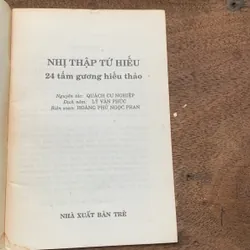 NHỊ THẬP TỨ HIẾU
24 tấm gương hiếu thảo
Nguyên tác: QUÁCH CƯ NGHIỆP
Dịch nôm: LÝ VĂN PHỨC
Biên soạn: HOÀNG PHỦ NGỌC PHAN
NHÀ XUẤT BẢN TRẺ